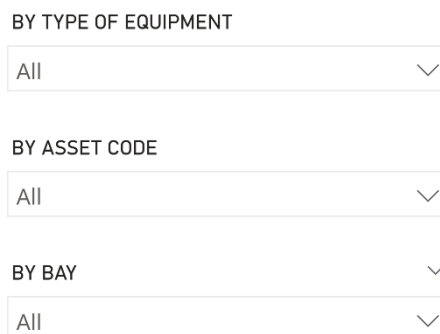 BY TYPE OF EQUIPMENT
All
BY ASSET CODE
All
BY BAY
All